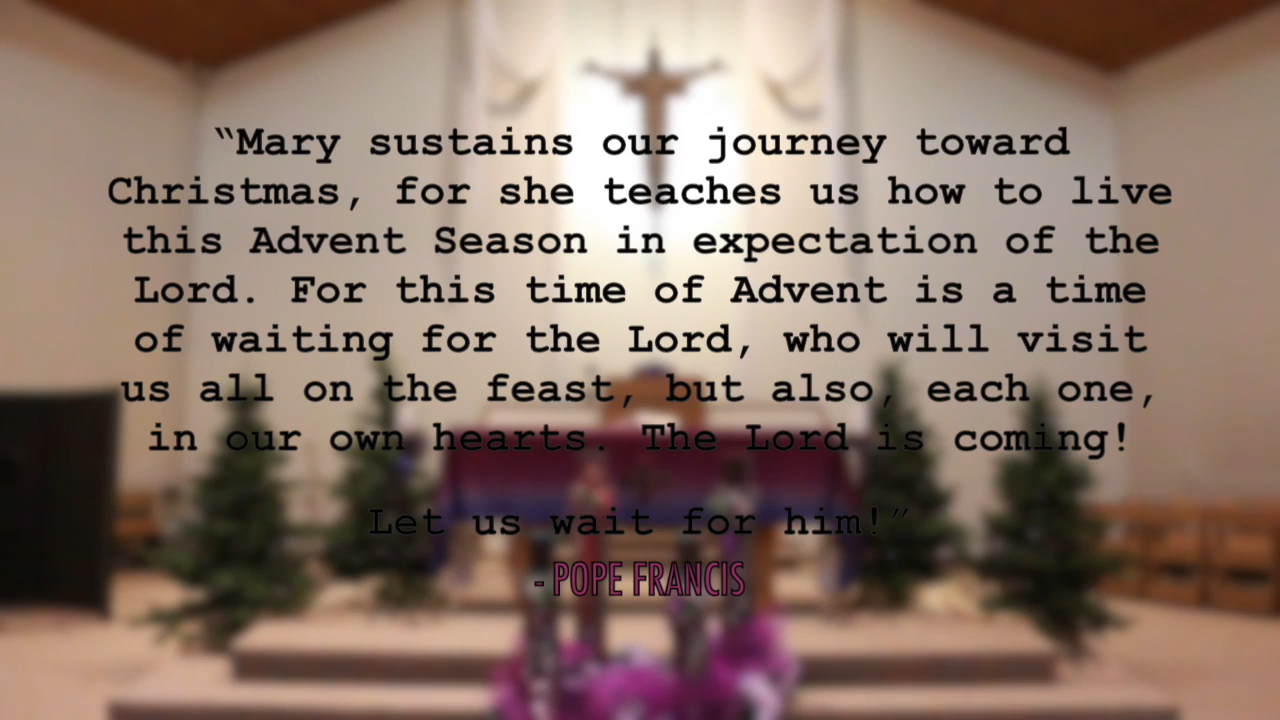 “Mary sustains our journey toward
Christmas, for she teaches us how to live
this Advent Season in expectation of the
Lord. For this time of Advent is a time
of waiting for the Lord, who will visit
us all on the feast, but also, each one,
in our own hearts. The Lord is coming!
Let us wait for him!”
- POPE FRANCIS